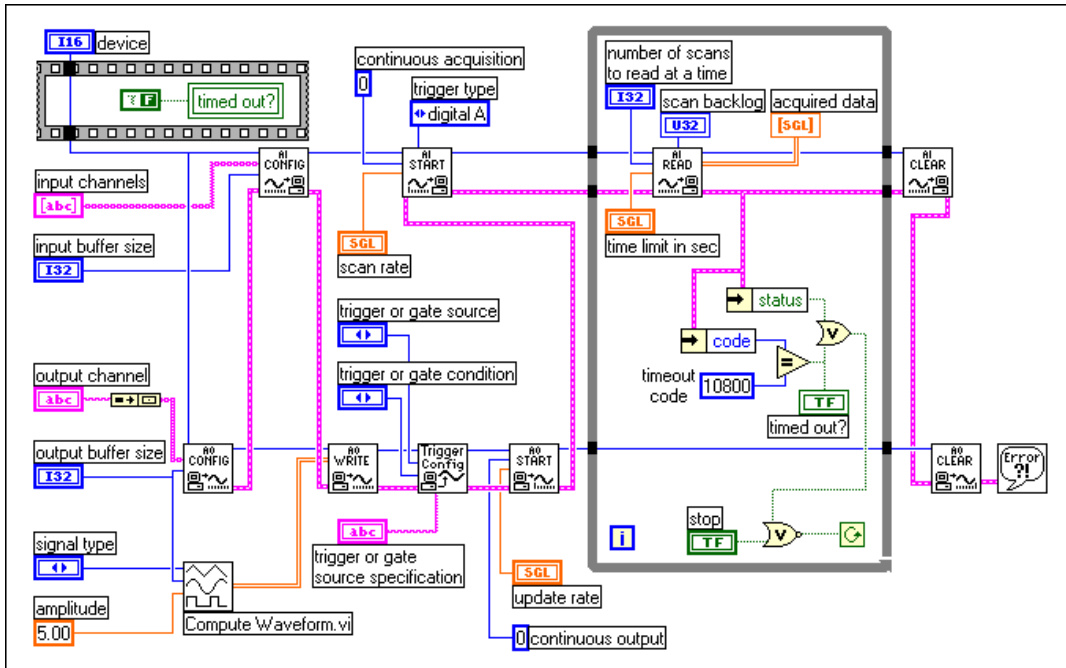 I16 device
F timed out?
input channels
[abc]
input buffer size
I32
AI
CONFIG
continuous acquisition
0
trigger type
digital A
AI
START
SGL
scan rate
number of scans
to read at a time
I32
scan backlog
U32
acquired data
[SGL]
AI
READ
SGL
time limit in sec
AI
CLEAR
status
V
code
=
timeout
code
10800
TF
timed out?
output channel
abc
output buffer size
I32
AO
CONFIG
trigger or gate source
trigger or gate condition
AO
WRITE
Trigger
Config
AO
START
abc
trigger or gate
source specification
SGL
update rate
0 continuous output
signal type
amplitude
5.00
Compute Waveform.vi
i
stop
TF
V
AO
CLEAR
Error
?!